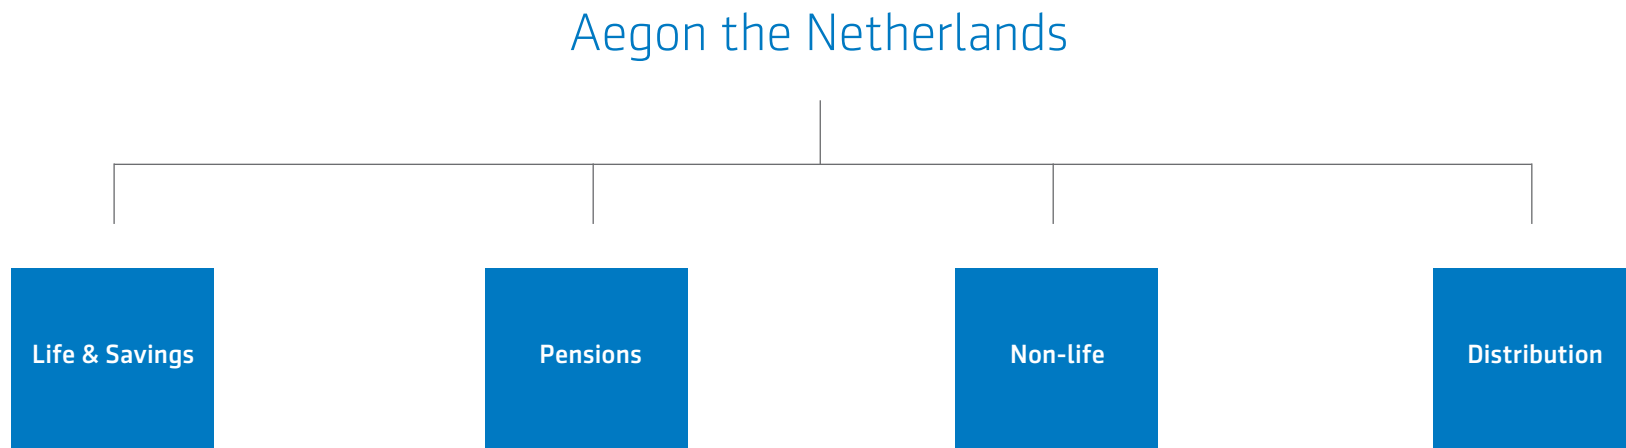 Aegon the Netherlands
Life & Savings
Pensions
Non-life
Distribution